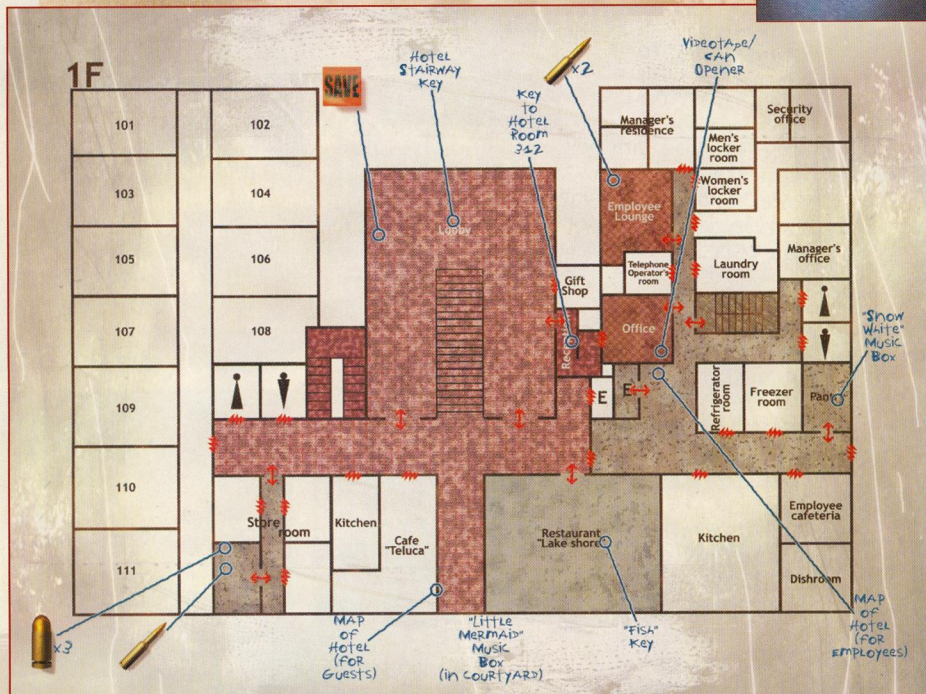 1F
SAVE
HOTEL
STAIRWAY
KEY
x2
VIDEOTAPE/
CAN
OPENER
KEY
TO
HOTEL
ROOM
312
101
102
103
104
105
106
107
108
109
110
111
Lobby
Manager's
residence
Security
office
Men's
locker
room
Women's
locker
room
Employee
Lounge
Telephone
Operator's
room
Laundry
room
Manager's
office
Gift
Shop
Office
E
E
Refrigerator
room
Freezer
room
"SNOW
WHITE"
MUSIC
BOX
Store
room
Kitchen
Cafe
"Teluca"
Restaurant
"Lake shore"
Kitchen
Employee
cafeteria
Dishroom
x3
MAP
OF
HOTEL
(FOR
GUESTS)
"LITTLE
MERMAID"
MUSIC
BOX
(IN COURTYARD)
"FISH"
KEY
MAP
OF
HOTEL
(FOR
EMPLOYEES)